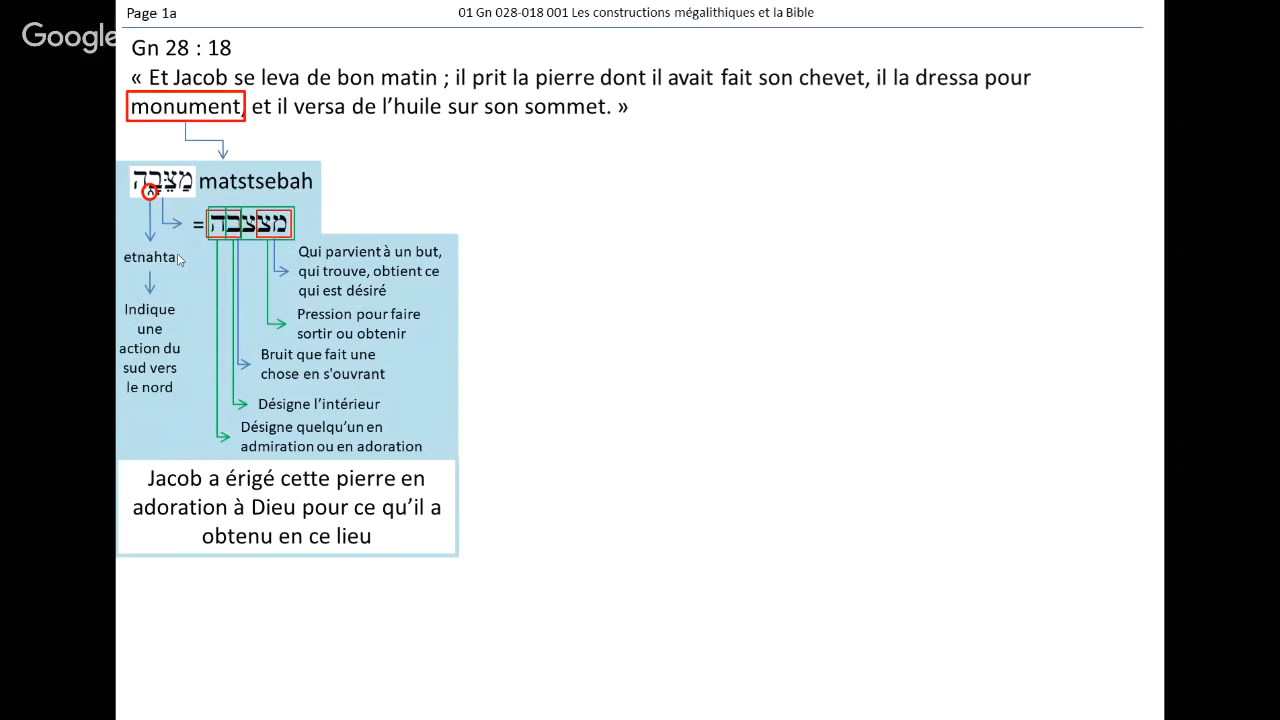 Google
Page 1a
01 Gn 028-018 001 Les constructions mégalithiques et la Bible
Gn 28 : 18
« Et Jacob se leva de bon matin ; il prit la pierre dont il avait fait son chevet, il la dressa pour
monument, et il versa de l’huile sur son sommet. »
מַצֵּבָ֑ה matstsebah
= מצצבה
etnahta
Indique
une
action du
sud vers
le nord
Qui parvient à un but,
qui trouve, obtient ce
qui est désiré
Pression pour faire
sortir ou obtenir
Bruit que fait une
chose en s'ouvrant
Désigne l’intérieur
Désigne quelqu’un en
admiration ou en adoration
Jacob a érigé cette pierre en
adoration à Dieu pour ce qu’il a
obtenu en ce lieu